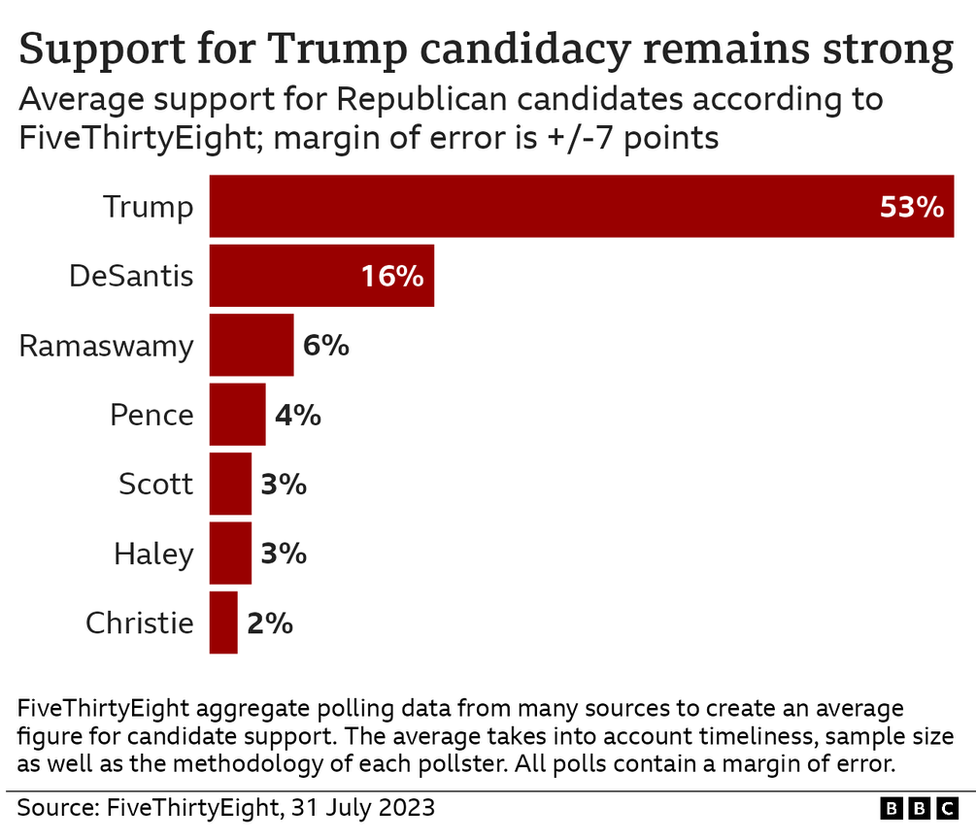 Support for Trump candidacy remains strong
Average support for Republican candidates according to
FiveThirtyEight; margin of error is +/-7 points
Trump 53%
DeSantis 16%
Ramaswamy 6%
Pence 4%
Scott 3%
Haley 3%
Christie 2%
FiveThirtyEight aggregate polling data from many sources to create an average
figure for candidate support. The average takes into account timeliness, sample size
as well as the methodology of each pollster. All polls contain a margin of error.
Source: FiveThirtyEight, 31 July 2023 BBC